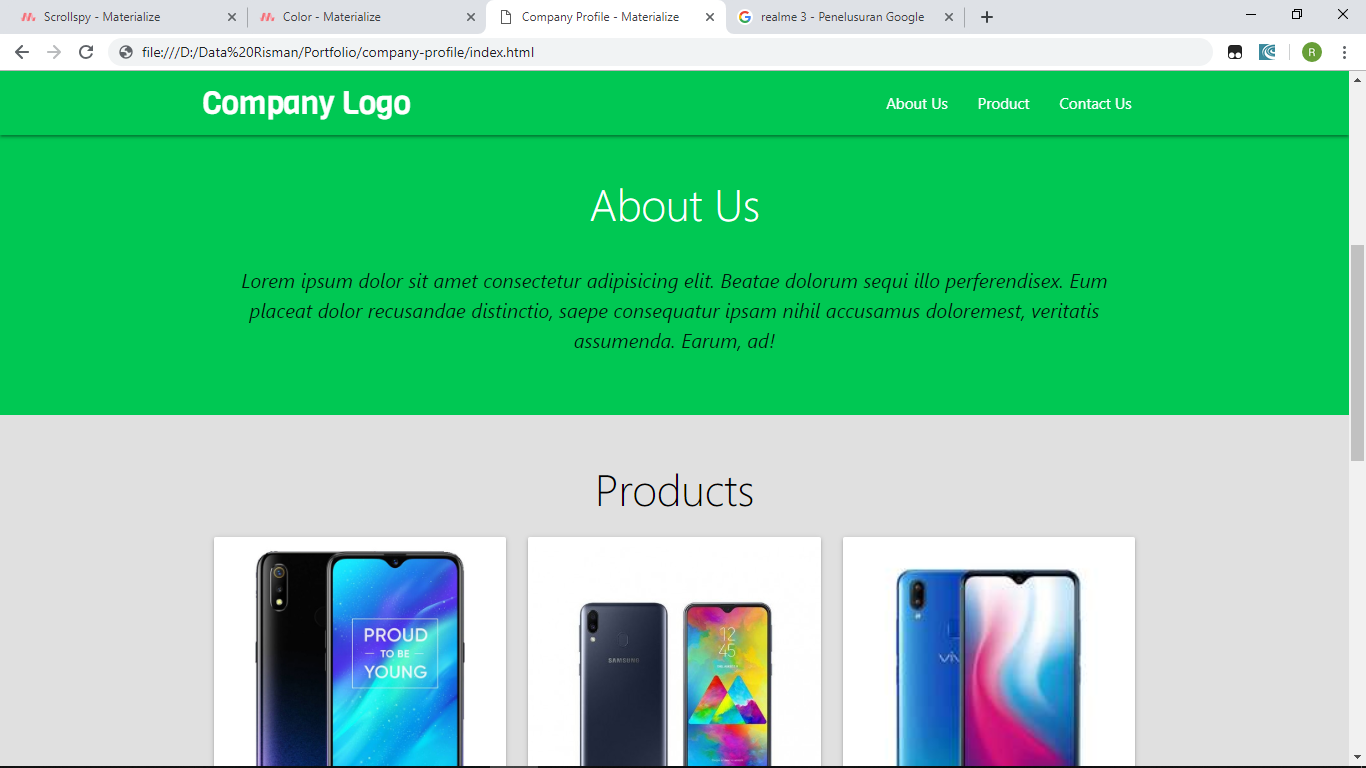 Scrollspy - Materialize
Color - Materialize
Company Profile - Materialize
realme 3 - Penelusuran Google
file:///D:/Data%20Risman/Portfolio/company-profile/index.html
R
Company Logo
About Us
Product
Contact Us
About Us
Lorem ipsum dolor sit amet consectetur adipisicing elit. Beatae dolorum sequi illo perferendisex. Eum
placeat dolor recusandae distinctio, saepe consequatur ipsam nihil accusamus doloremest, veritatis
assumenda. Earum, ad!
Products
PROUD
TO BE
YOUNG
SAMSUNG
12
45